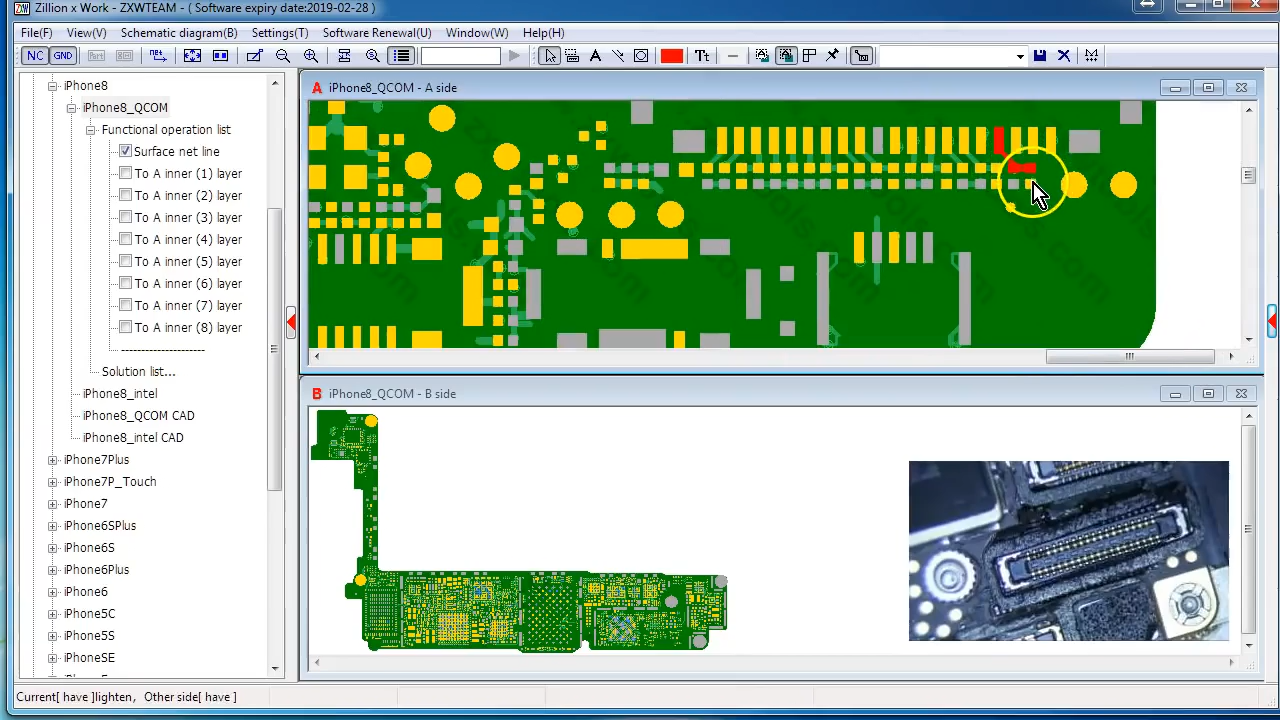 ZXW Zillion x Work - ZXWTEAM - ( Software expiry date:2019-02-28 )
File(F) View(V) Schematic diagram(B) Settings(T) Software Renewal(U) Window(W) Help(H)
NC GND net.. A Tt
iPhone8
iPhone8_QCOM
Functional operation list
Surface net line
To A inner (1) layer
To A inner (2) layer
To A inner (3) layer
To A inner (4) layer
To A inner (5) layer
To A inner (6) layer
To A inner (7) layer
To A inner (8) layer
--------------------
Solution list...
iPhone8_intel
iPhone8_QCOM CAD
iPhone8_intel CAD
iPhone7Plus
iPhone7P_Touch
iPhone7
iPhone6SPlus
iPhone6S
iPhone6Plus
iPhone6
iPhone5C
iPhone5S
iPhoneSE
A iPhone8_QCOM - A side
B iPhone8_QCOM - B side
Current[ have ]lighten, Other side[ have ]